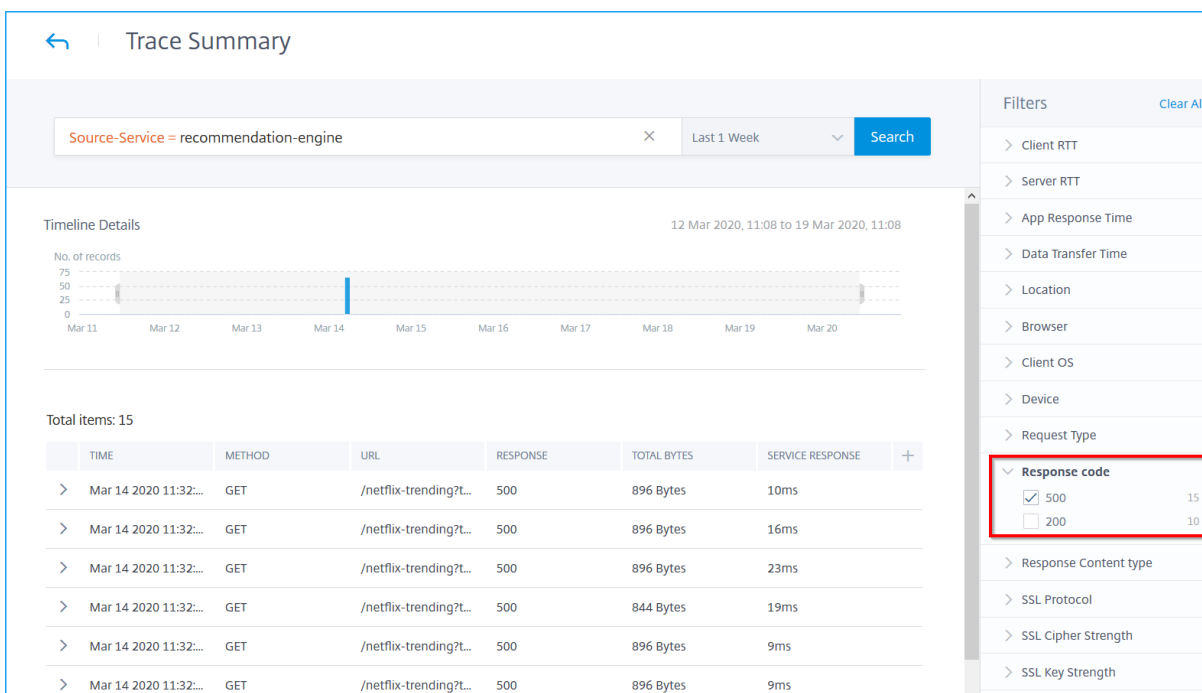 Trace Summary
Source-Service = recommendation-engine
Last 1 Week
Search
Timeline Details
12 Mar 2020, 11:08 to 19 Mar 2020, 11:08
No. of records
75
50
25
0
Mar 11 Mar 12 Mar 13 Mar 14 Mar 15 Mar 16 Mar 17 Mar 18 Mar 19 Mar 20
Total items: 15
TIME METHOD URL RESPONSE TOTAL BYTES SERVICE RESPONSE
Mar 14 2020 11:32:... GET /netflix-trending?t... 500 896 Bytes 10ms
Mar 14 2020 11:32:... GET /netflix-trending?t... 500 896 Bytes 16ms
Mar 14 2020 11:32:... GET /netflix-trending?t... 500 896 Bytes 23ms
Mar 14 2020 11:32:... GET /netflix-trending?t... 500 844 Bytes 19ms
Mar 14 2020 11:32:... GET /netflix-trending?t... 500 896 Bytes 9ms
Mar 14 2020 11:32:... GET /netflix-trending?t... 500 896 Bytes 9ms
Filters Clear Al
Client RTT
Server RTT
App Response Time
Data Transfer Time
Location
Browser
Client OS
Device
Request Type
Response code
500 15
200 10
Response Content type
SSL Protocol
SSL Cipher Strength
SSL Key Strength